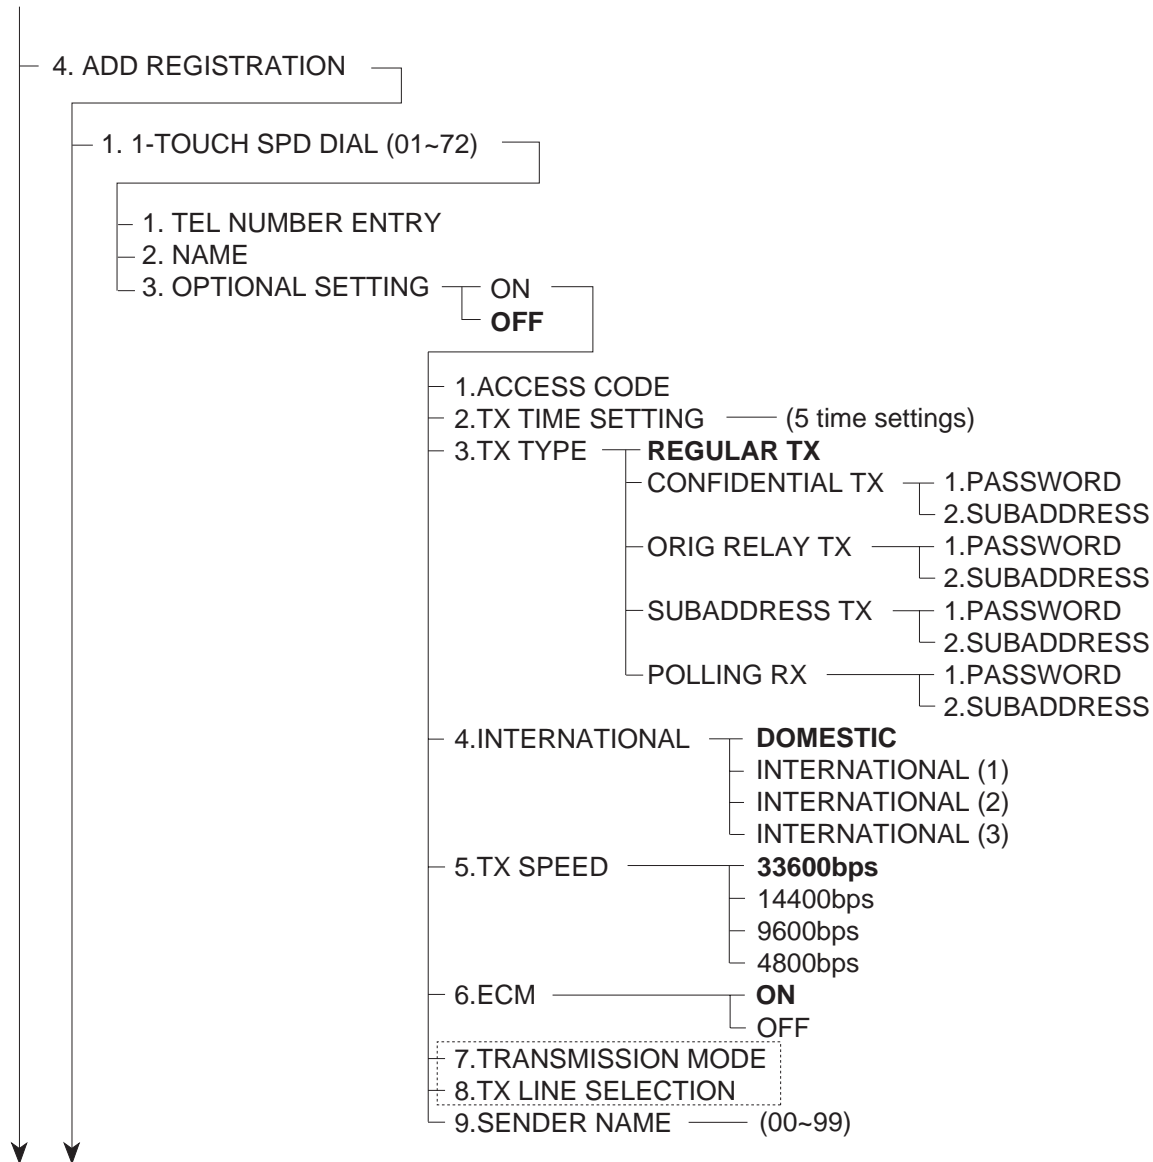 4. ADD REGISTRATION
1. 1-TOUCH SPD DIAL (01~72)
1. TEL NUMBER ENTRY
2. NAME
3. OPTIONAL SETTING ON
OFF
1.ACCESS CODE
2.TX TIME SETTING (5 time settings)
3.TX TYPE REGULAR TX
CONFIDENTIAL TX 1.PASSWORD
2.SUBADDRESS
ORIG RELAY TX 1.PASSWORD
2.SUBADDRESS
SUBADDRESS TX 1.PASSWORD
2.SUBADDRESS
POLLING RX 1.PASSWORD
2.SUBADDRESS
4.INTERNATIONAL DOMESTIC
INTERNATIONAL (1)
INTERNATIONAL (2)
INTERNATIONAL (3)
5.TX SPEED 33600bps
14400bps
9600bps
4800bps
6.ECM ON
OFF
7.TRANSMISSION MODE
8.TX LINE SELECTION
9.SENDER NAME (00~99)